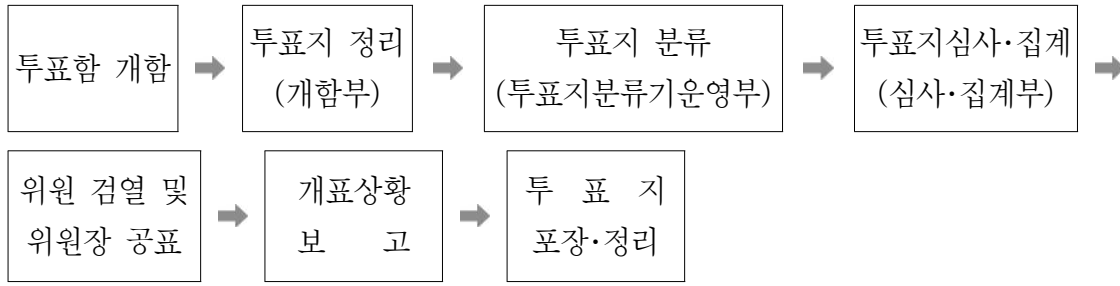 투표함 개함
투표지 정리
(개함부)
투표지 분류
(투표지분류기운영부)
투표지심사·집계
(심사·집계부)
위원 검열 및
위원장 공표
개표상황
보 고
투 표 지
포장·정리